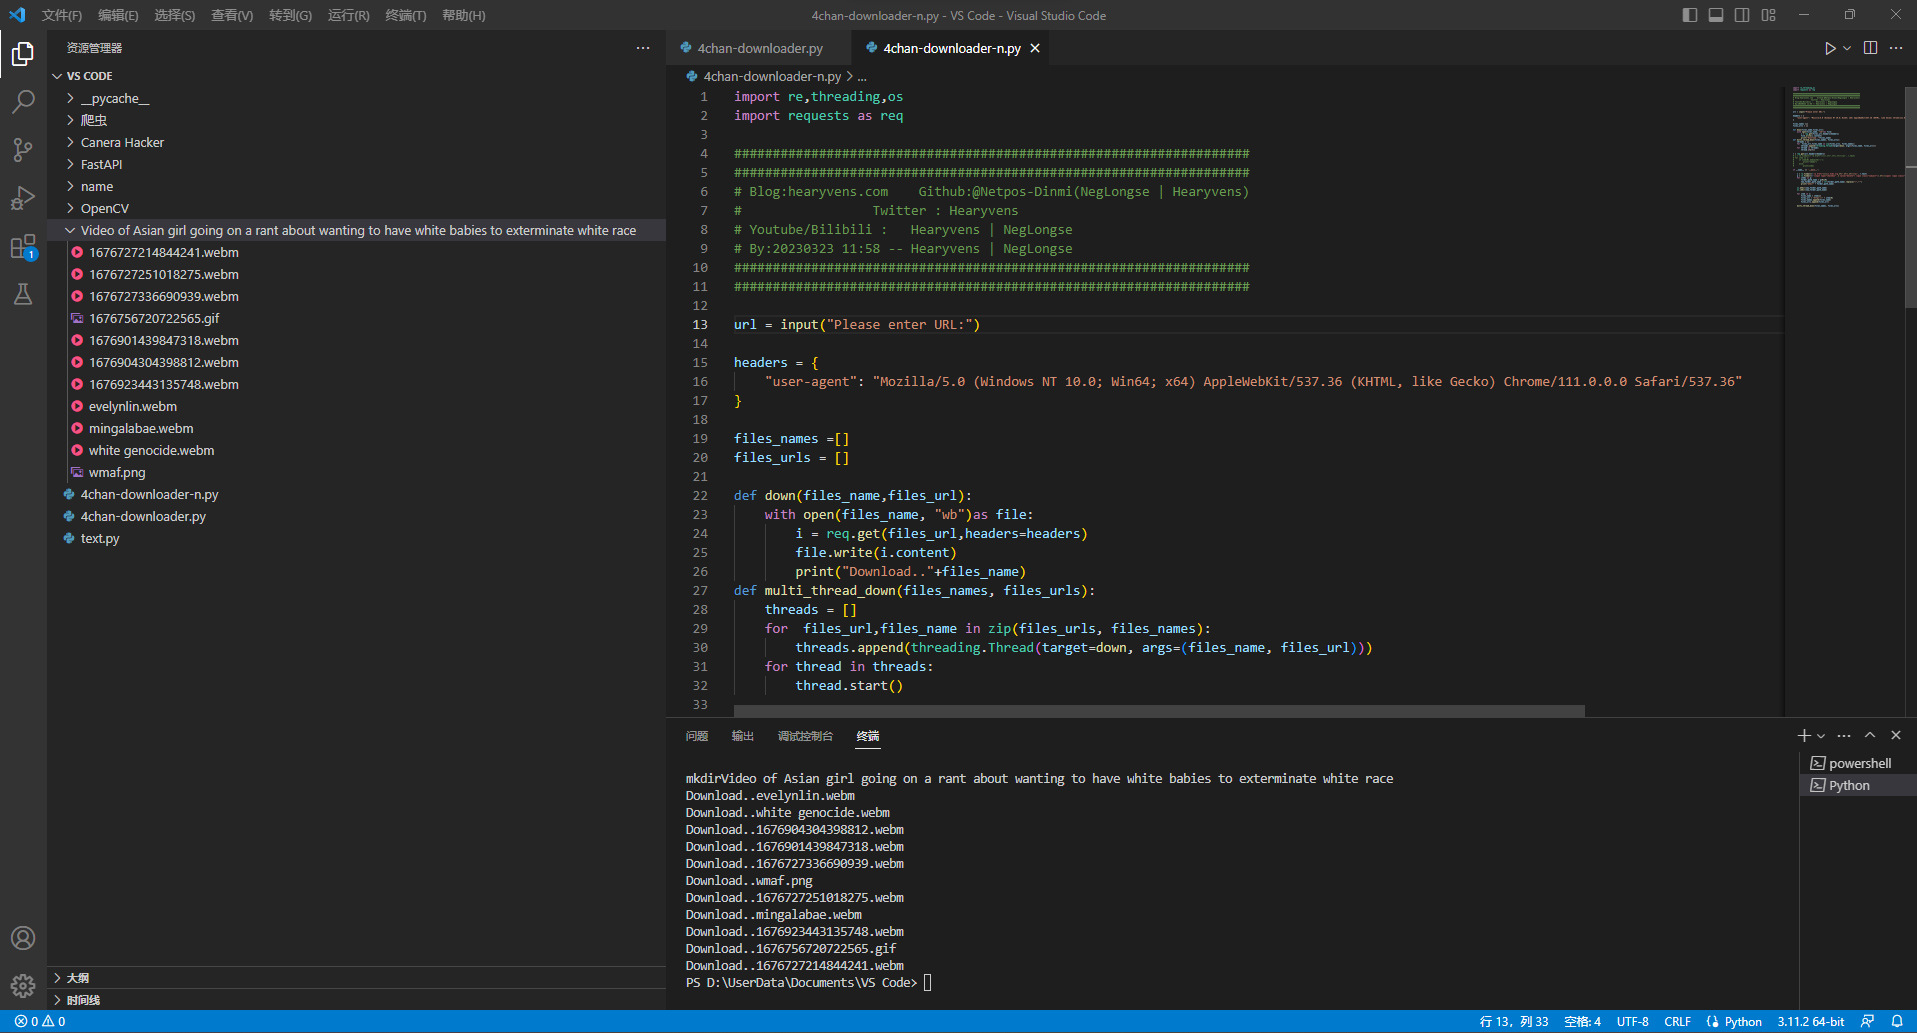 文件(F) 编辑(E) 选择(S) 查看(V) 转到(G) 运行(R) 终端(T) 帮助(H)
4chan-downloader-n.py - VS Code - Visual Studio Code
资源管理器
VS CODE
__pycache__
爬虫
Canera Hacker
FastAPI
name
OpenCV
Video of Asian girl going on a rant about wanting to have white babies to exterminate white race
1676727214844241.webm
1676727251018275.webm
1676727336690939.webm
1676756720722565.gif
1676901439847318.webm
1676904304398812.webm
1676923443135748.webm
evelynlin.webm
mingalabae.webm
white genocide.webm
wmaf.png
4chan-downloader-n.py
4chan-downloader.py
text.py
大纲
时间线
1
4chan-downloader.py
4chan-downloader-n.py
4chan-downloader-n.py > ...
1 import re,threading,os
2 import requests as req
3
4 ###################################################################
5 ###################################################################
6 # Blog:hearyvens.com    Github:@Netpos-Dinmi(NegLongse | Hearyvens)
7 #                 Twitter : Hearyvens
8 # Youtube/Bilibili :   Hearyvens | NegLongse
9 # By:20230323 11:58 -- Hearyvens | NegLongse
10 ###################################################################
11 ###################################################################
12
13 url = input("Please enter URL:")
14
15 headers = {
16     "user-agent": "Mozilla/5.0 (Windows NT 10.0; Win64; x64) AppleWebKit/537.36 (KHTML, like Gecko) Chrome/111.0.0.0 Safari/537.36"
17 }
18
19 files_names =[]
20 files_urls = []
21
22 def down(files_name,files_url):
23     with open(files_name, "wb")as file:
24         i = req.get(files_url,headers=headers)
25         file.write(i.content)
26         print("Download.."+files_name)
27 def multi_thread_down(files_names, files_urls):
28     threads = []
29     for  files_url,files_name in zip(files_urls, files_names):
30         threads.append(threading.Thread(target=down, args=(files_name, files_url)))
31     for thread in threads:
32         thread.start()
33
问题 输出 调试控制台 终端
mkdirVideo of Asian girl going on a rant about wanting to have white babies to exterminate white race
Download..evelynlin.webm
Download..white genocide.webm
Download..1676904304398812.webm
Download..1676901439847318.webm
Download..1676727336690939.webm
Download..wmaf.png
Download..1676727251018275.webm
Download..mingalabae.webm
Download..1676923443135748.webm
Download..1676756720722565.gif
Download..1676727214844241.webm
PS D:\UserData\Documents\VS Code>
powershell
Python
0 0
行 13，列 33 空格: 4 UTF-8 CRLF Python 3.11.2 64-bit